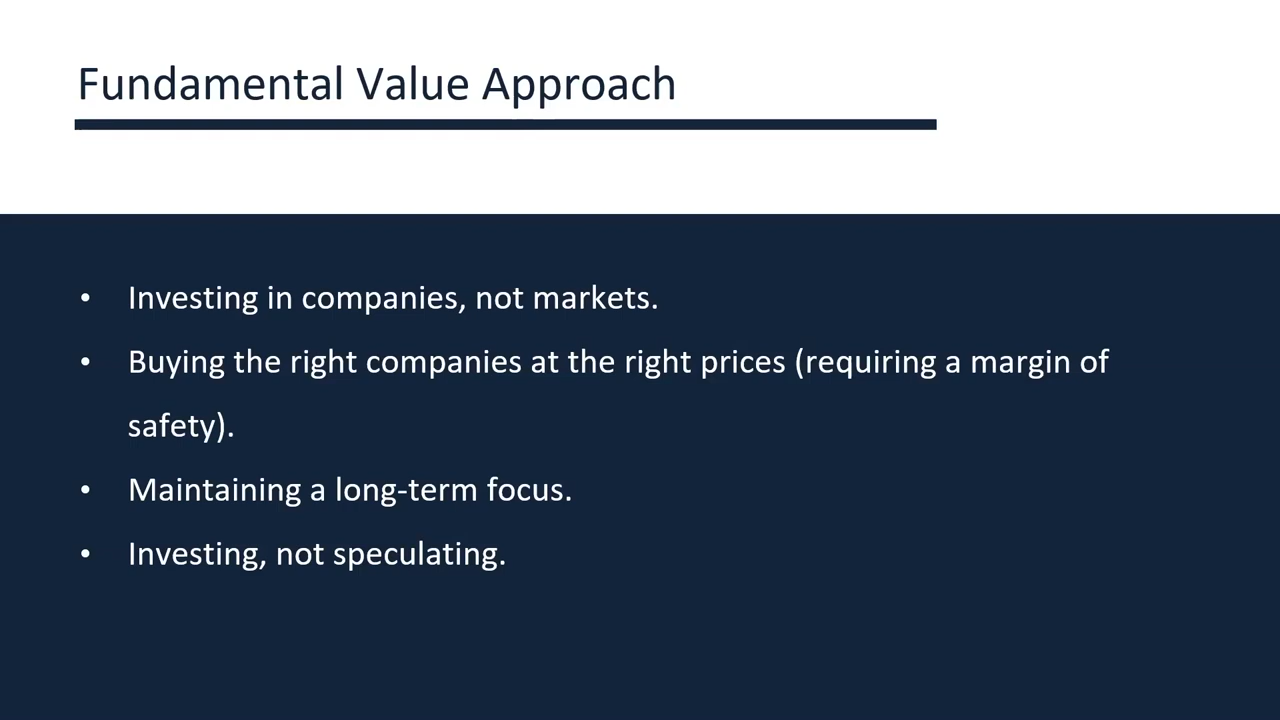 Fundamental Value Approach
• Investing in companies, not markets.
• Buying the right companies at the right prices (requiring a margin of
safety).
• Maintaining a long-term focus.
• Investing, not speculating.